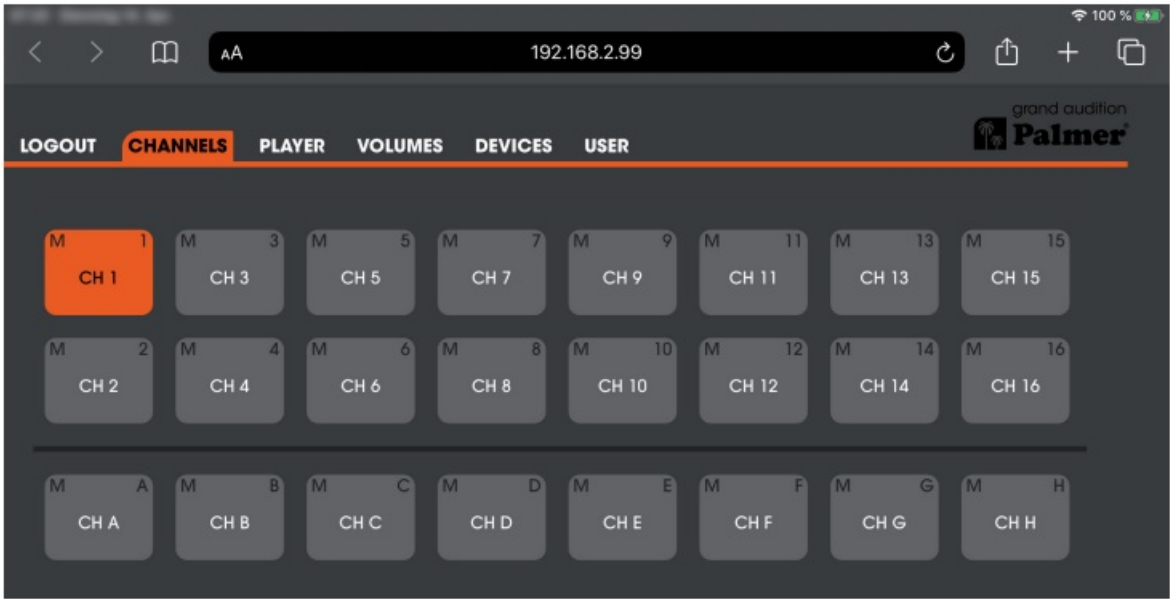 100 %
AA 192.168.2.99
grand audition
Palmer®
LOGOUT CHANNELS PLAYER VOLUMES DEVICES USER
M 1 M 3 M 5 M 7 M 9 M 11 M 13 M 15
CH 1 CH 3 CH 5 CH 7 CH 9 CH 11 CH 13 CH 15
M 2 M 4 M 6 M 8 M 10 M 12 M 14 M 16
CH 2 CH 4 CH 6 CH 8 CH 10 CH 12 CH 14 CH 16
M A M B M C M D M E M F M G M H
CH A CH B CH C CH D CH E CH F CH G CH H